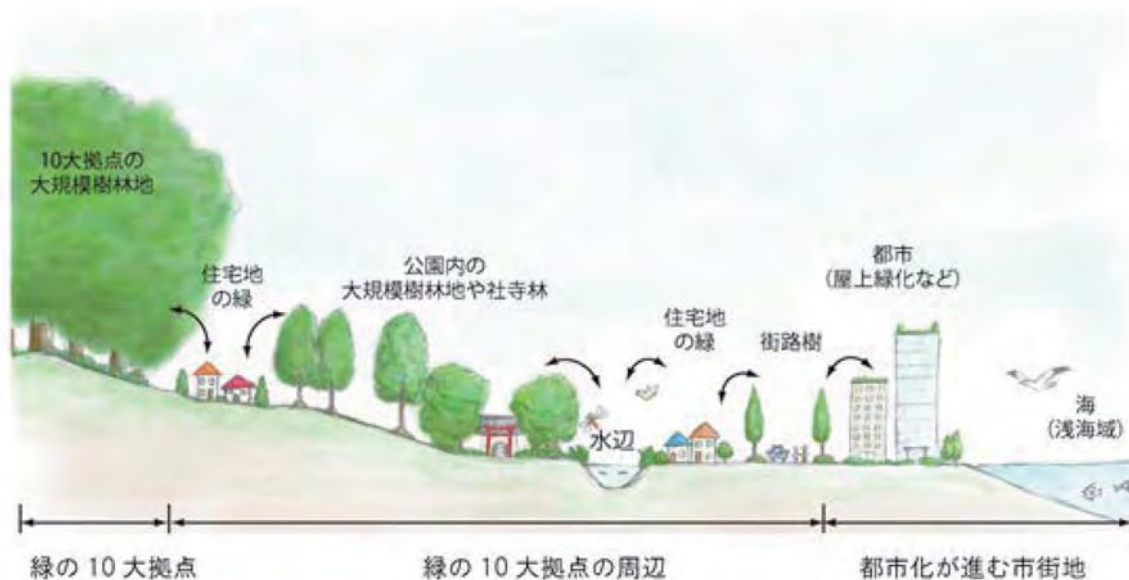 10大拠点の
大規模樹林地
住宅地
の緑
公園内の
大規模樹林地や社寺林
水辺
住宅地
の緑
街路樹
都市
(屋上緑化など)
海
(浅海域)
緑の 10 大拠点
緑の 10 大拠点の周辺
都市化が進む市街地